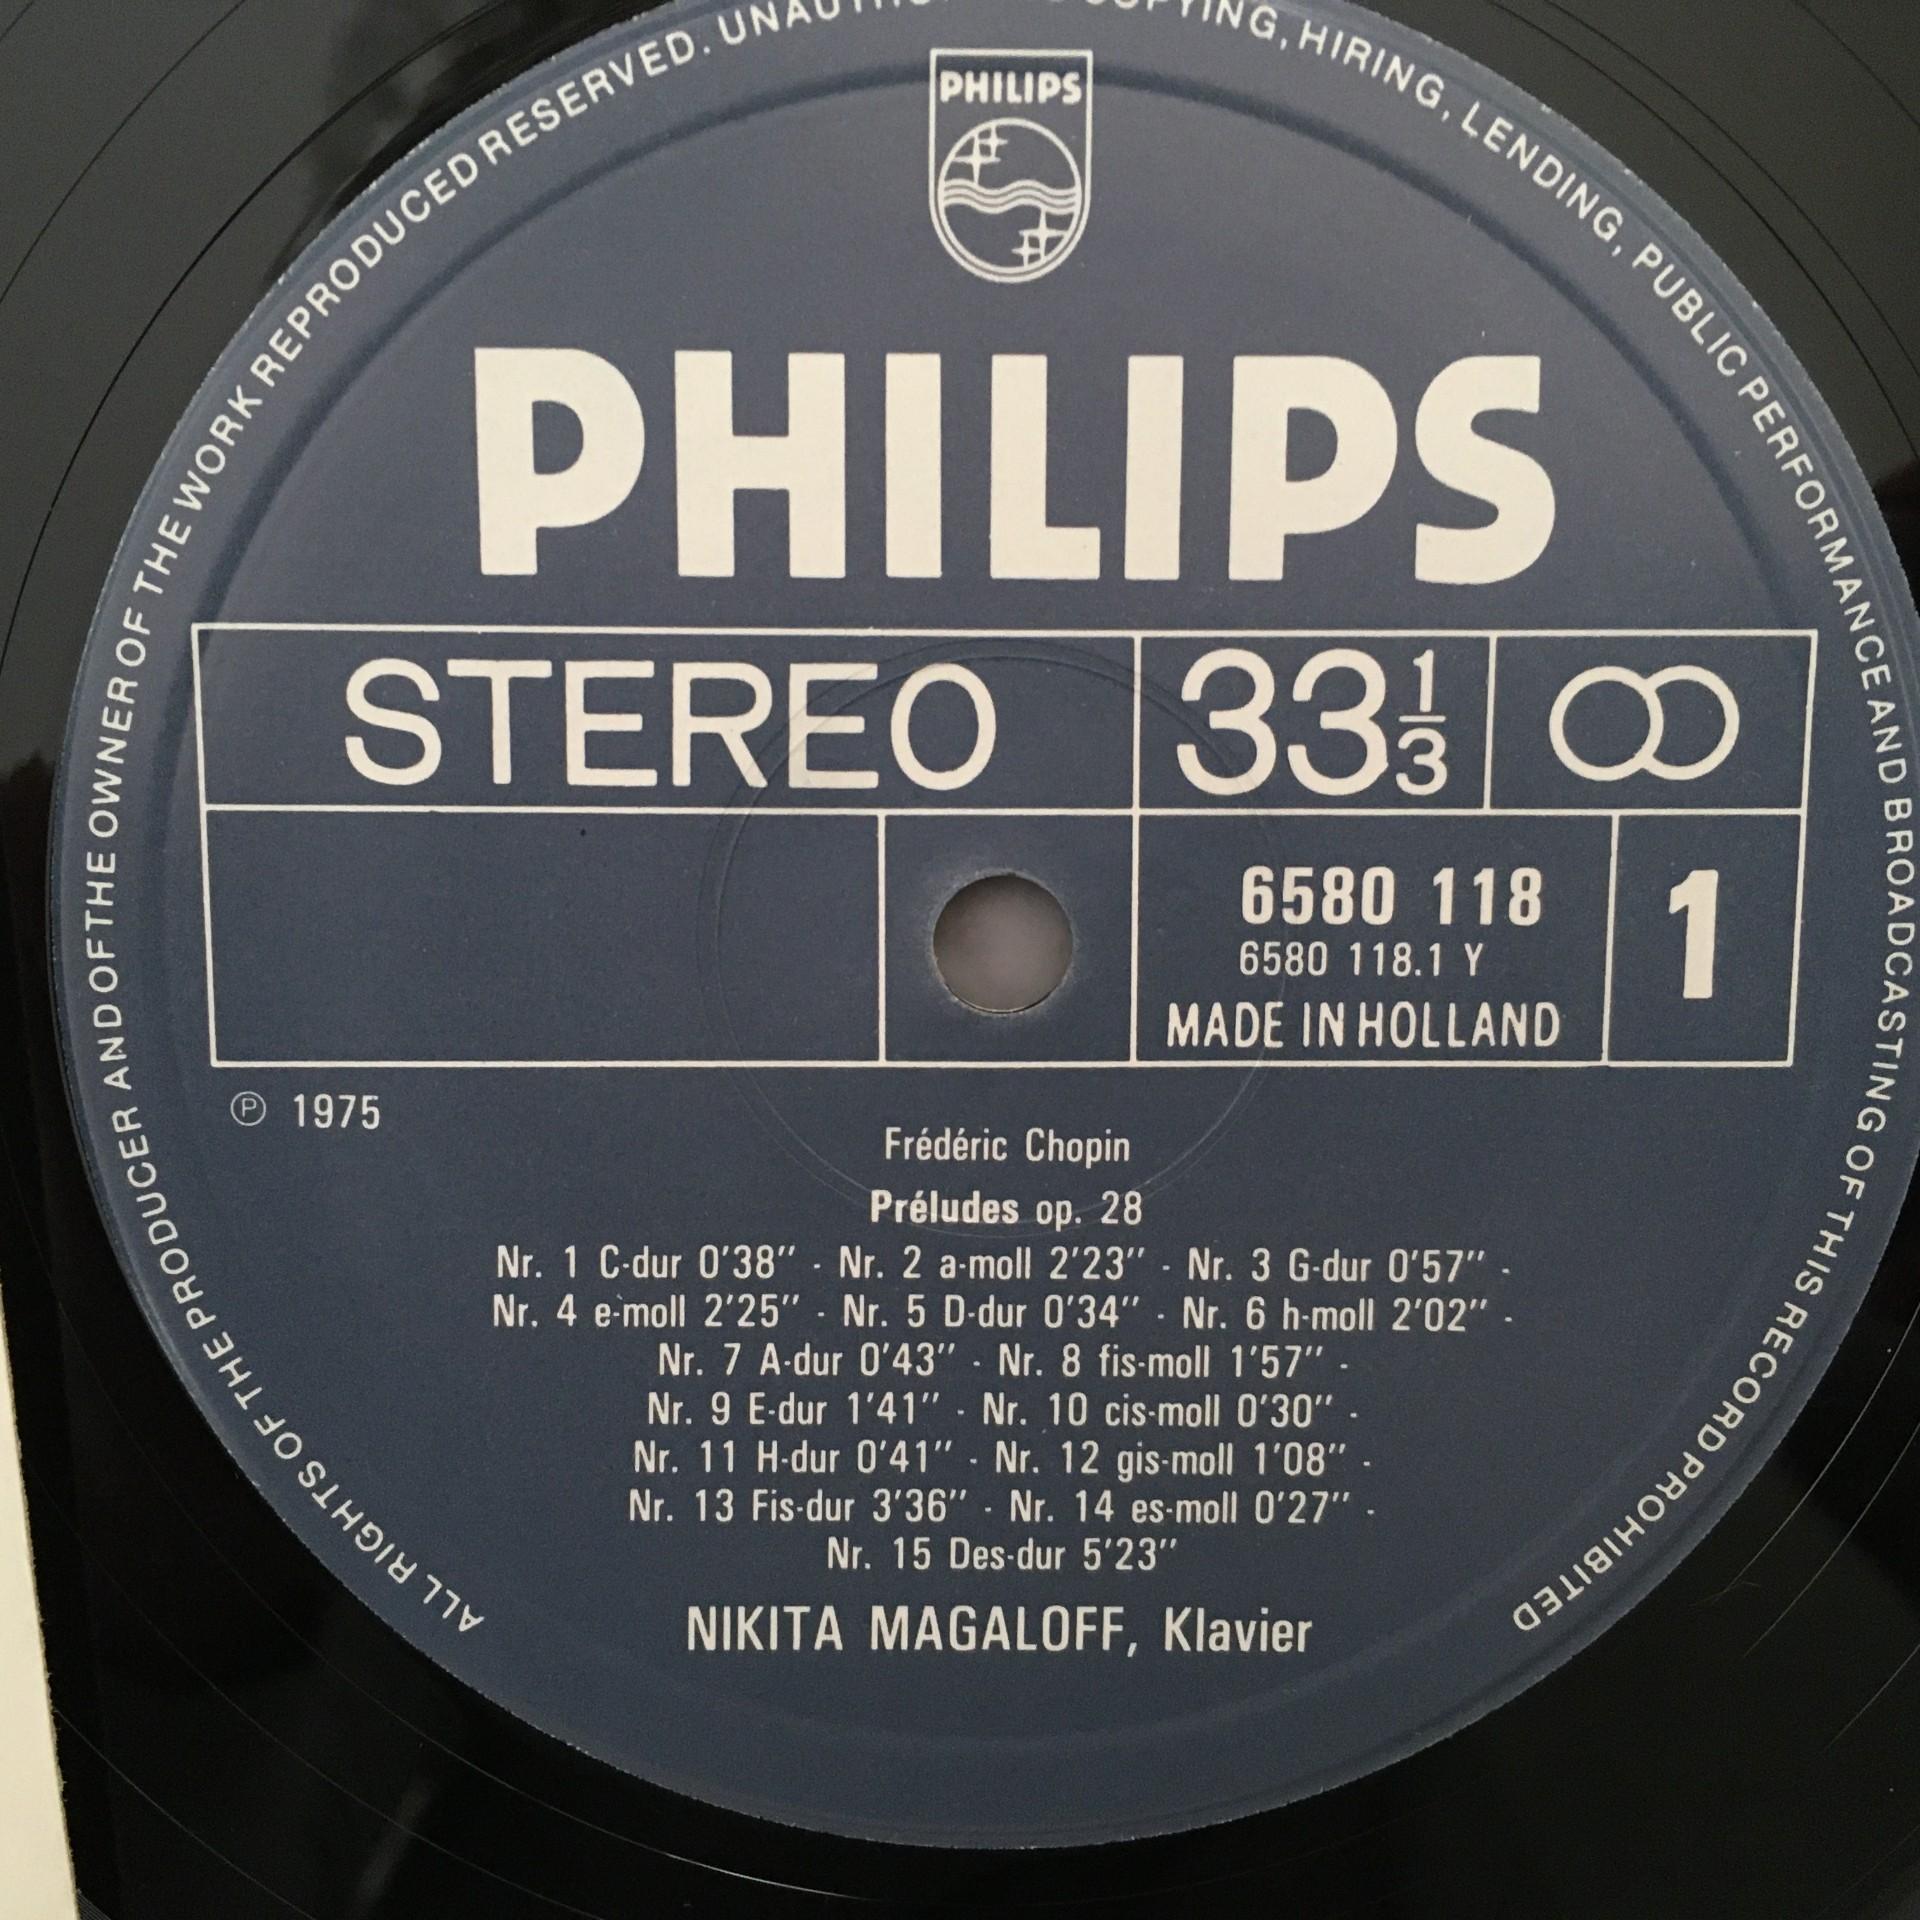 PHILIPS
PHILIPS
STEREO
33 1/3
6580 118
6580 118.1 Y
MADE IN HOLLAND
1
Ⓟ 1975
Frédéric Chopin
Préludes op. 28
Nr. 1 C-dur 0'38'' - Nr. 2 a-moll 2'23'' - Nr. 3 G-dur 0'57'' -
Nr. 4 e-moll 2'25'' - Nr. 5 D-dur 0'34'' - Nr. 6 h-moll 2'02'' -
Nr. 7 A-dur 0'43'' - Nr. 8 fis-moll 1'57'' -
Nr. 9 E-dur 1'41'' - Nr. 10 cis-moll 0'30'' -
Nr. 11 H-dur 0'41'' - Nr. 12 gis-moll 1'08'' -
Nr. 13 Fis-dur 3'36'' - Nr. 14 es-moll 0'27'' -
Nr. 15 Des-dur 5'23''
NIKITA MAGALOFF, Klavier
ALL RIGHTS OF THE PRODUCER AND OF THE OWNER OF THE WORK REPRODUCED RESERVED. COPYING, HIRING, LENDING, PUBLIC PERFORMANCE AND BROADCASTING OF THIS RECORD PROHIBITED